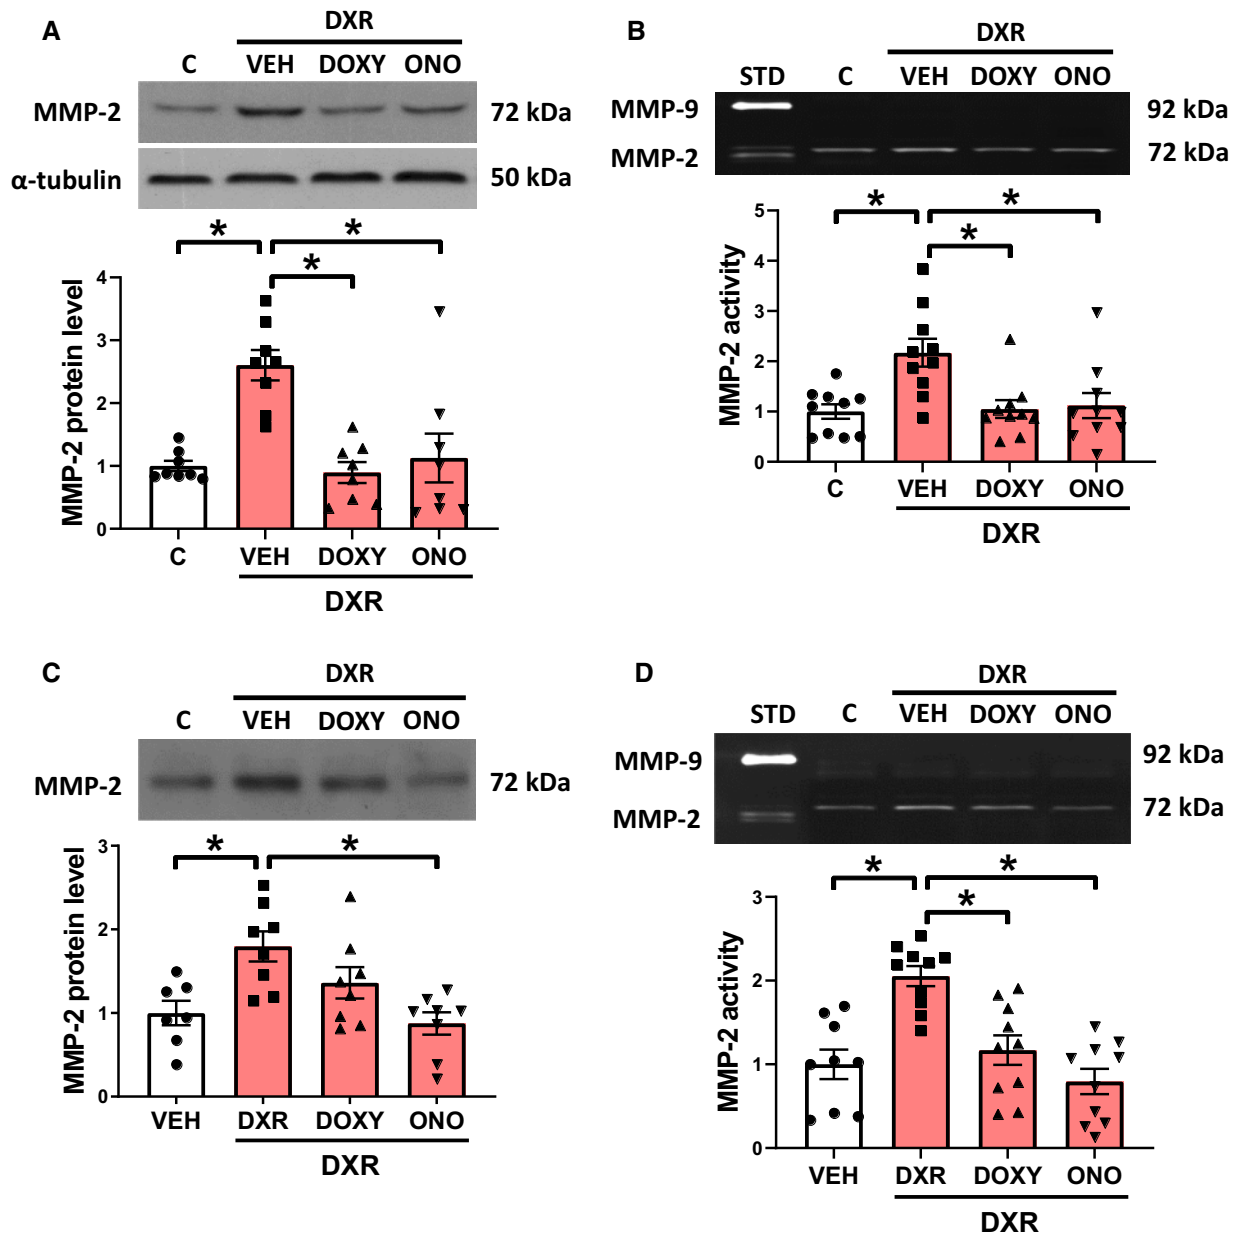 A
DXR
C VEH DOXY ONO
MMP-2 72 kDa
α-tubulin 50 kDa
* *
*
MMP-2 protein level
4
3
2
1
0
C VEH DOXY ONO
DXR
B
DXR
STD C VEH DOXY ONO
MMP-9 92 kDa
MMP-2 72 kDa
* *
*
MMP-2 activity
5
4
3
2
1
0
C VEH DOXY ONO
DXR
C
DXR
C VEH DOXY ONO
MMP-2 72 kDa
* *
MMP-2 protein level
3
2
1
0
VEH DXR DOXY ONO
DXR
D
DXR
STD C VEH DOXY ONO
MMP-9 92 kDa
MMP-2 72 kDa
* *
*
MMP-2 activity
3
2
1
0
VEH DXR DOXY ONO
DXR